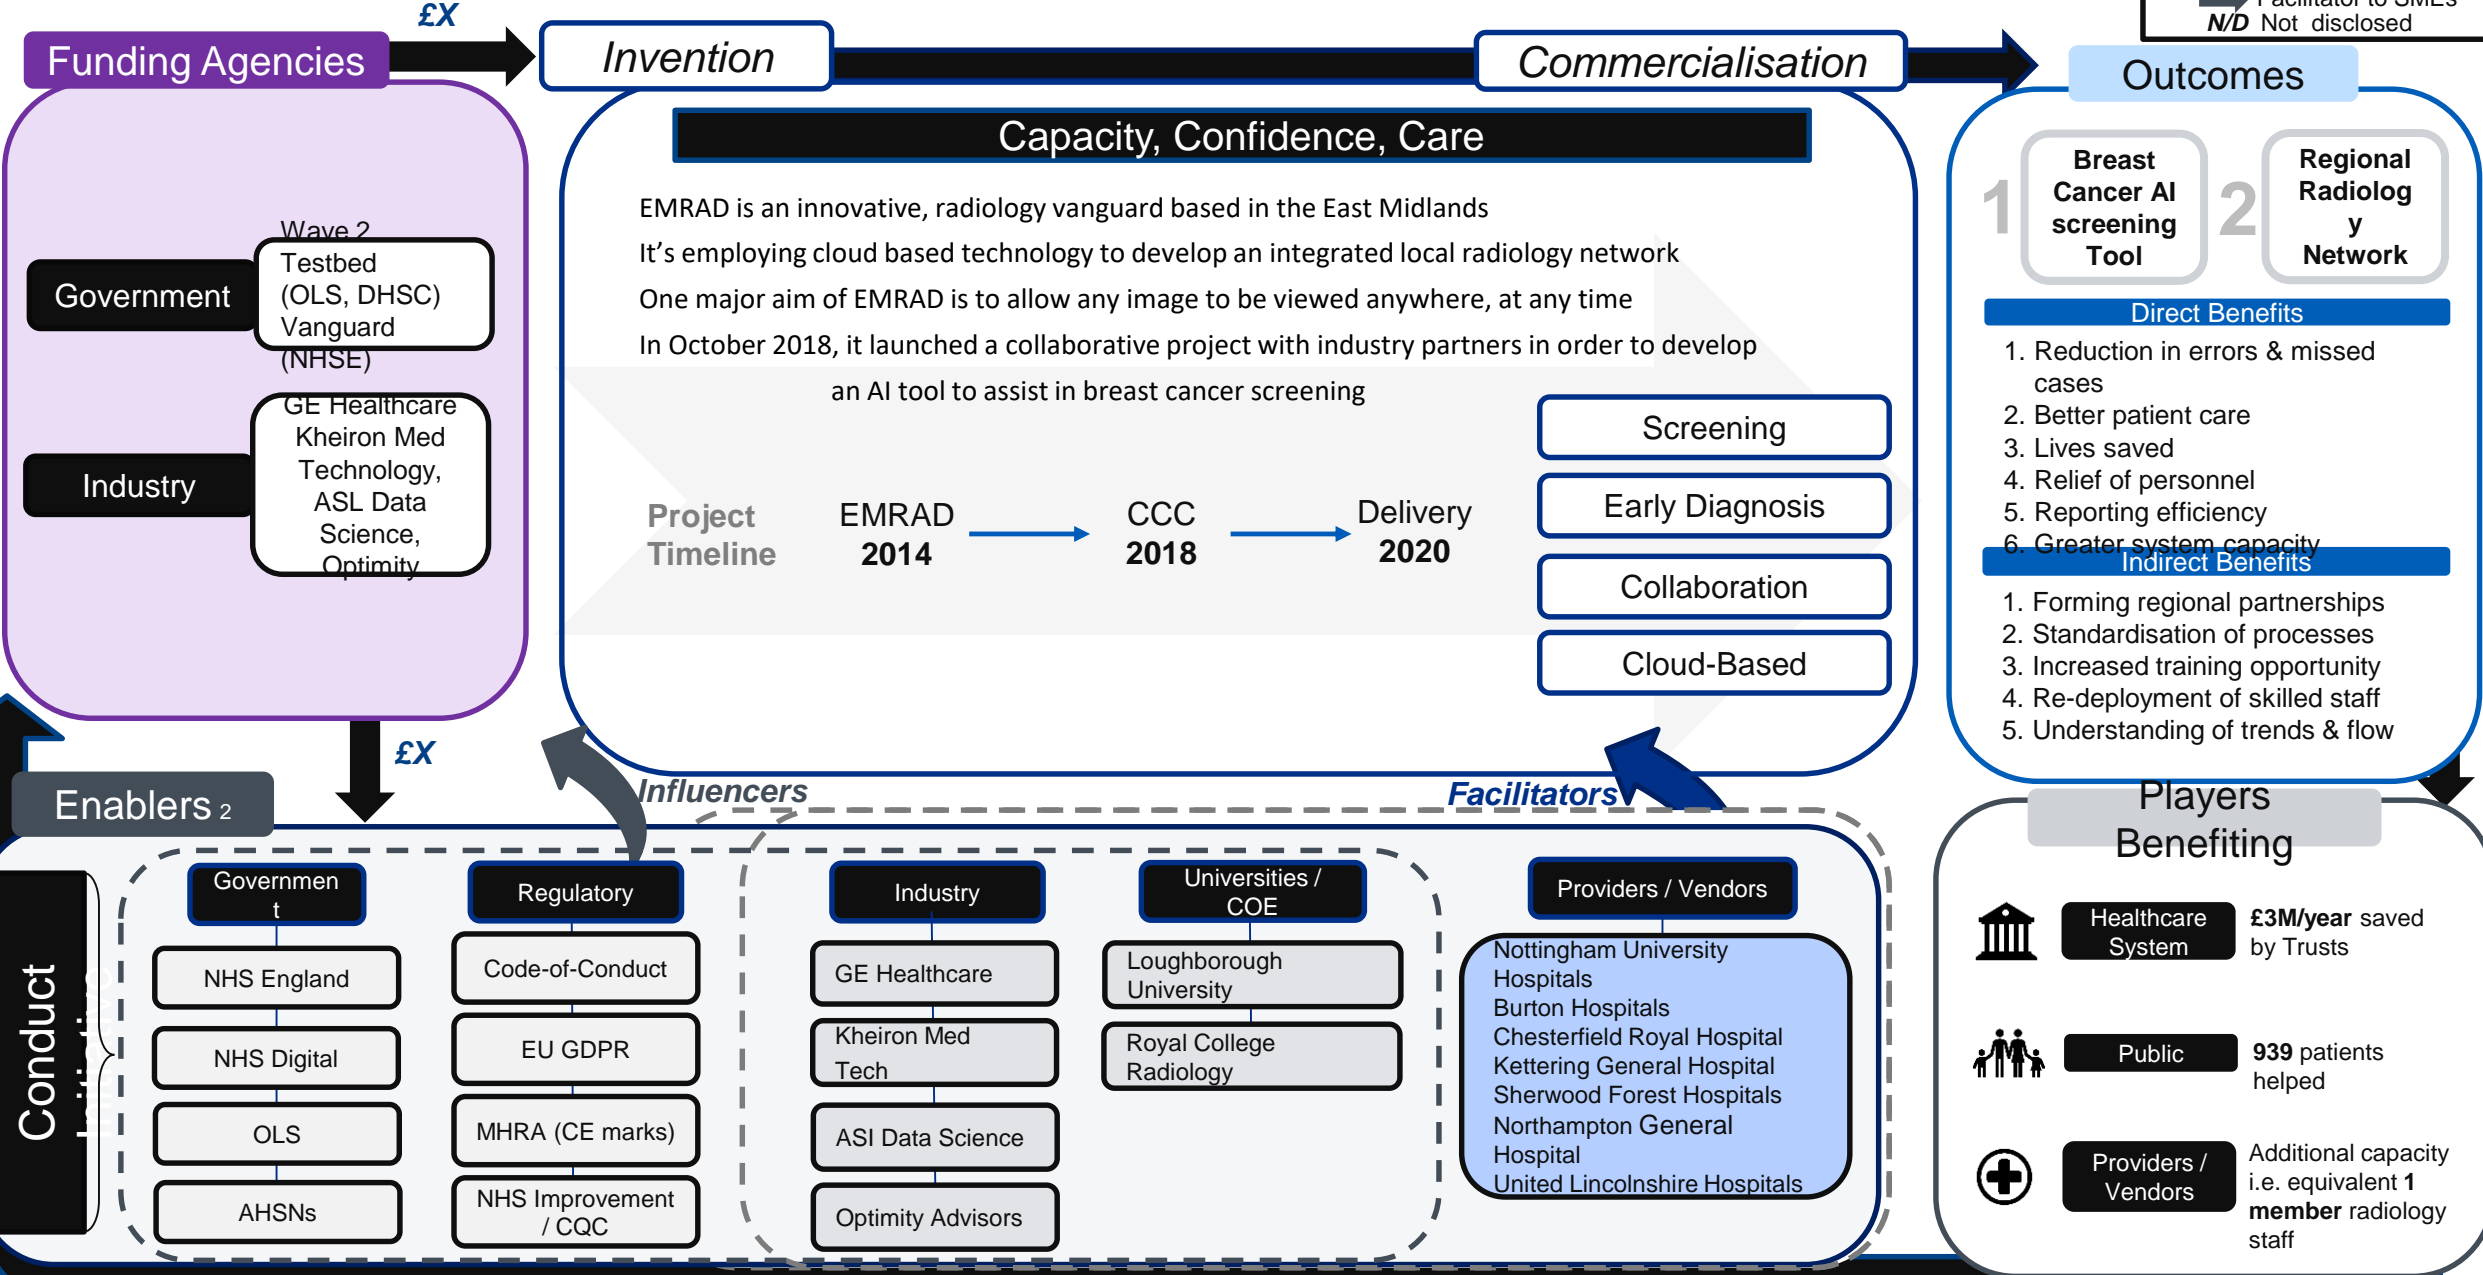 £X
Facilitator to SMEs
N/D Not disclosed
Funding Agencies
Invention
Commercialisation
Outcomes
Capacity, Confidence, Care
EMRAD is an innovative, radiology vanguard based in the East Midlands
It's employing cloud based technology to develop an integrated local radiology network
One major aim of EMRAD is to allow any image to be viewed anywhere, at any time
In October 2018, it launched a collaborative project with industry partners in order to develop
an AI tool to assist in breast cancer screening
Government
Wave 2
Testbed
(OLS, DHSC)
Vanguard
(NHSE)
Industry
GE Healthcare
Kheiron Med
Technology,
ASL Data
Science,
Optimity
Project
Timeline
EMRAD
2014
CCC
2018
Delivery
2020
Screening
Early Diagnosis
Collaboration
Cloud-Based
1
Breast
Cancer AI
screening
Tool
2
Regional
Radiolog
y
Network
Direct Benefits
1. Reduction in errors & missed
cases
2. Better patient care
3. Lives saved
4. Relief of personnel
5. Reporting efficiency
6. Greater system capacity
Indirect Benefits
1. Forming regional partnerships
2. Standardisation of processes
3. Increased training opportunity
4. Re-deployment of skilled staff
5. Understanding of trends & flow
£X
Enablers 2
Influencers
Facilitators
Players
Benefiting
Conduct
Initiative
Governmen
t
NHS England
NHS Digital
OLS
AHSNs
Regulatory
Code-of-Conduct
EU GDPR
MHRA (CE marks)
NHS Improvement
/ CQC
Industry
GE Healthcare
Kheiron Med
Tech
ASI Data Science
Optimity Advisors
Universities /
COE
Loughborough
University
Royal College
Radiology
Providers / Vendors
Nottingham University
Hospitals
Burton Hospitals
Chesterfield Royal Hospital
Kettering General Hospital
Sherwood Forest Hospitals
Northampton General
Hospital
United Lincolnshire Hospitals
Healthcare
System
£3M/year saved
by Trusts
Public
939 patients
helped
Providers /
Vendors
Additional capacity
i.e. equivalent 1
member radiology
staff